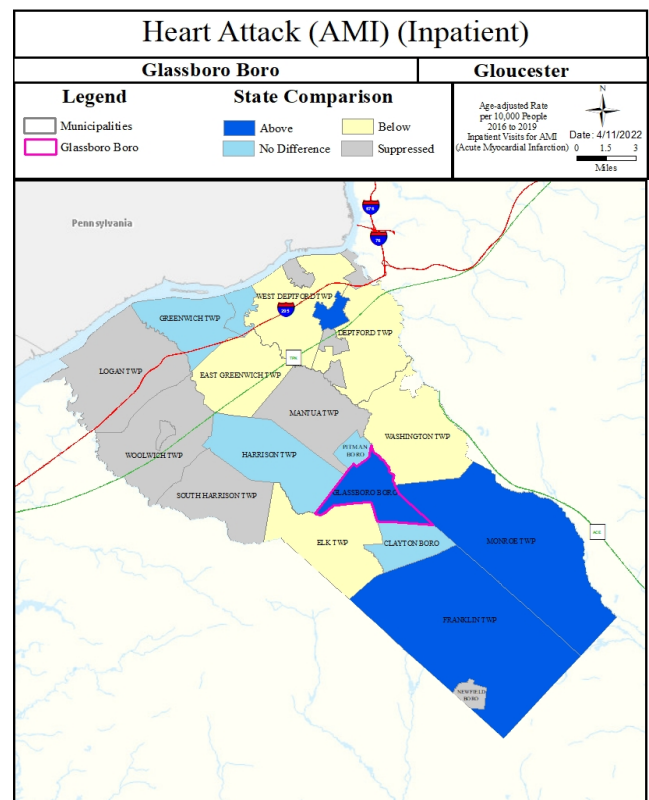 Heart Attack (AMI) (Inpatient)
Glassboro Boro
Gloucester
Legend
Municipalities
Glassboro Boro
State Comparison
Above
Below
No Difference
Suppressed
Age-adjusted Rate
per 10,000 People
2016 to 2019
Inpatient Visits for AMI
(Acute Myocardial Infarction)
N
Date: 4/11/2022
0 1.5 3
Miles
Pennsylvania
76
WEST DEPTFORD TWP
295
GREENWICH TWP
DEPTFORD TWP
LOGAN TWP
EAST GREENWICH TWP
MANTUA TWP
WASHINGTON TWP
PITMAN
BORO
WOOLWICH TWP
HARRISON TWP
SOUTH HARRISON TWP
GLASSBORO BORO
ELK TWP
CLAYTON BORO
MONROE TWP
FRANKLIN TWP
NEWFIELD
BORO